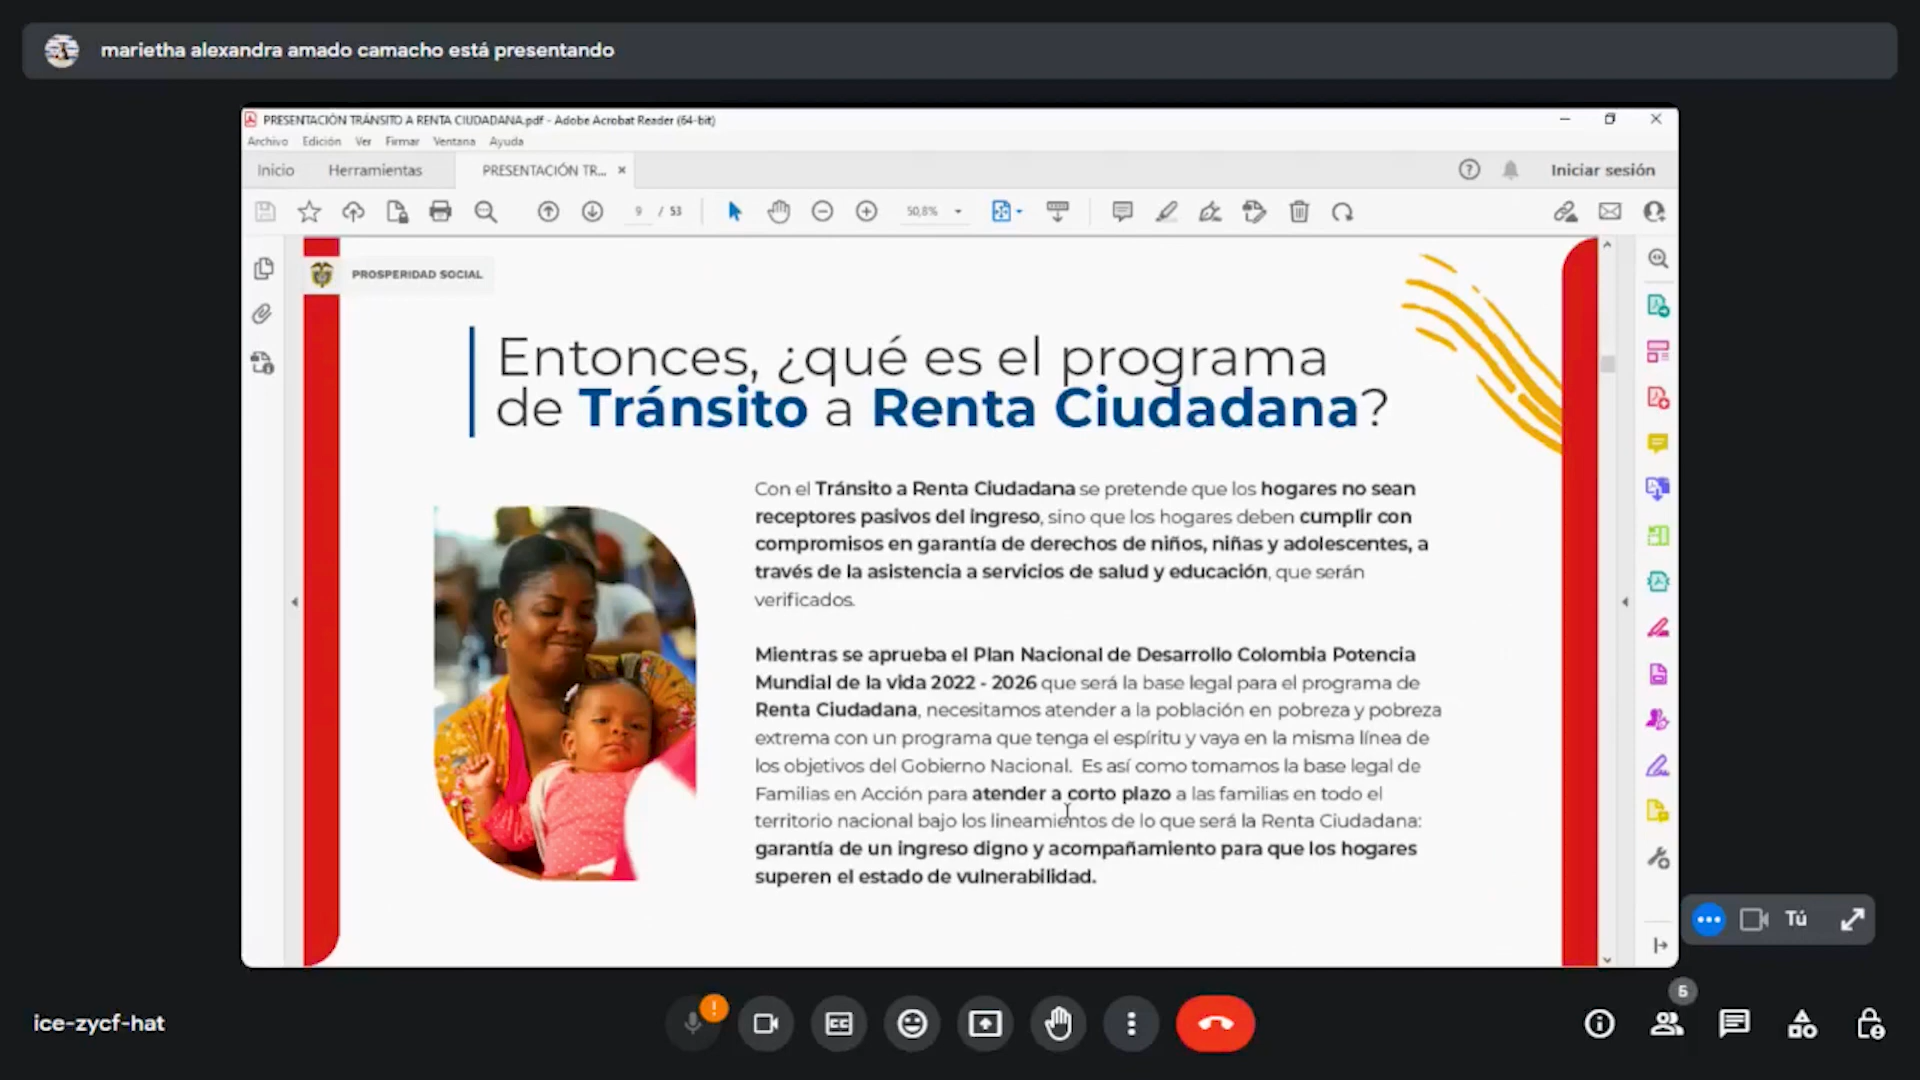 marietha alexandra amado camacho está presentando
PRESENTACIÓN TRÁNSITO A RENTA CIUDADANA.pdf - Adobe Acrobat Reader (64-bit)
Archivo Edición Ver Firmar Ventana Ayuda
Inicio Herramientas PRESENTACIÓN TR... × Iniciar sesión
9 / 53 50,8%
PROSPERIDAD SOCIAL
Entonces, ¿qué es el programa
de Tránsito a Renta Ciudadana?
Con el Tránsito a Renta Ciudadana se pretende que los hogares no sean
receptores pasivos del ingreso, sino que los hogares deben cumplir con
compromisos en garantía de derechos de niños, niñas y adolescentes, a
través de la asistencia a servicios de salud y educación, que serán
verificados.
Mientras se aprueba el Plan Nacional de Desarrollo Colombia Potencia
Mundial de la vida 2022 - 2026 que será la base legal para el programa de
Renta Ciudadana, necesitamos atender a la población en pobreza y pobreza
extrema con un programa que tenga el espíritu y vaya en la misma línea de
los objetivos del Gobierno Nacional. Es así como tomamos la base legal de
Familias en Acción para atender a corto plazo a las familias en todo el
territorio nacional bajo los lineamientos de lo que será la Renta Ciudadana:
garantía de un ingreso digno y acompañamiento para que los hogares
superen el estado de vulnerabilidad.
Tú
ice-zycf-hat
5